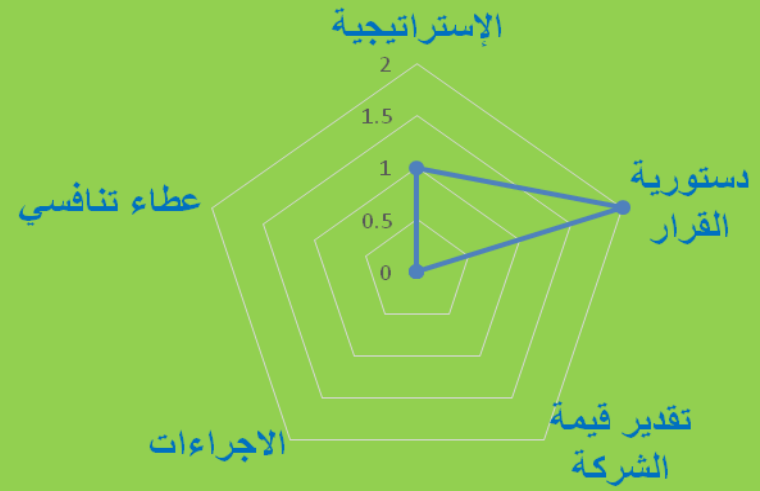 الإستراتيجية
2
1.5
1
0.5
0
دستورية
القرار
تقدير قيمة
الشركة
الاجراءات
عطاء تنافسي